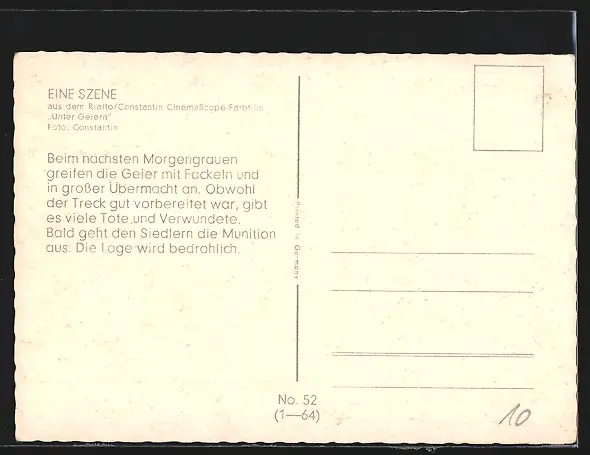 EINE SZENE
aus dem Rialto/Constantin CinemaScope-Farbfilm
„Unter Geiern"
Foto: Constantin
Beim nächsten Morgengrauen
greifen die Geier mit Fackeln und
in großer Übermacht an. Obwohl
der Treck gut vorbereitet war, gibt
es viele Tote und Verwundete.
Bald geht den Siedlern die Munition
aus. Die Lage wird bedrohlich.
Printed in Germany
No. 52
(1—64)
10